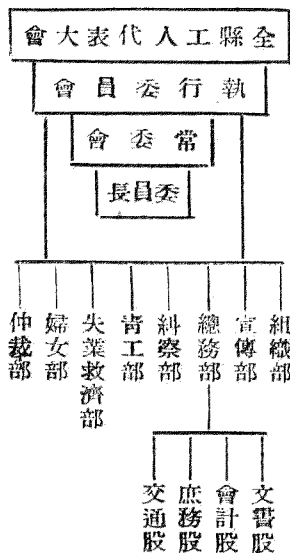 全縣工人代表大會
執行委員會
常委會
委員長
組織部
宣傳部
總務部
糾察部
青工部
失業救濟部
婦女部
仲裁部
文書股
會計股
庶務股
交通股